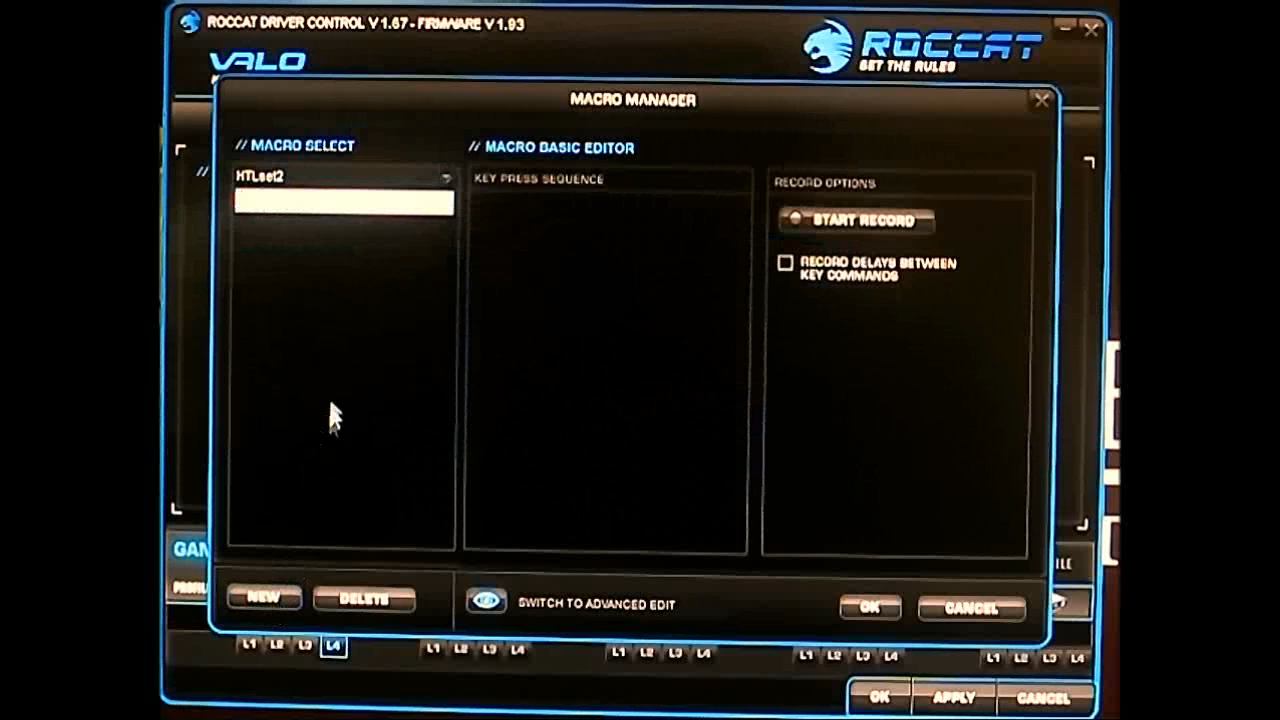 ROCCAT DRIVER CONTROL V 1.67 - FIRMWARE V 1.93
VALO
ROCCAT
SET THE RULES
MACRO MANAGER
// MACRO SELECT
// MACRO BASIC EDITOR
//
HTLset2
KEY PRESS SEQUENCE
RECORD OPTIONS
START RECORD
RECORD DELAYS BETWEEN
KEY COMMANDS
GAN
ILE
PROFIL
NEW
DELETE
SWITCH TO ADVANCED EDIT
OK
CANCEL
L1 L2 L3 L4
L1 L2 L3 L4
L1 L2 L3 L4
L1 L2 L3 L4
L1 L2 L3 L4
OK
APPLY
CANCEL